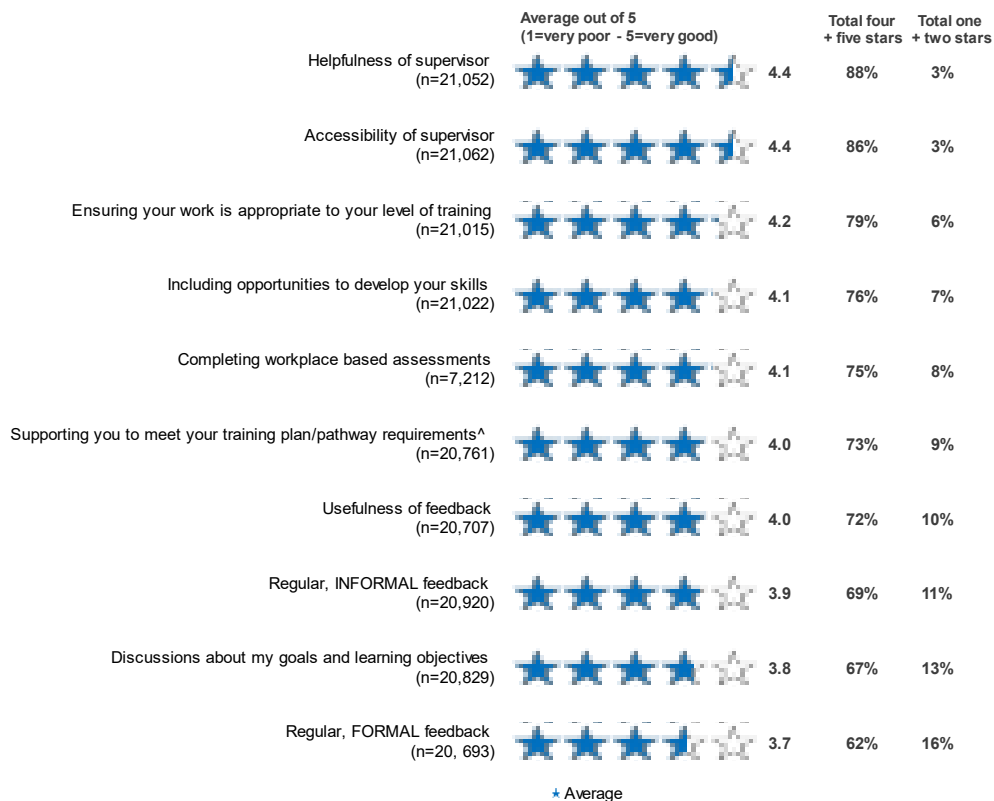 Average out of 5
(1=very poor - 5=very good)
Total four
+ five stars
Total one
+ two stars
Helpfulness of supervisor
(n=21,052)
4.4 88% 3%
Accessibility of supervisor
(n=21,062)
4.4 86% 3%
Ensuring your work is appropriate to your level of training
(n=21,015)
4.2 79% 6%
Including opportunities to develop your skills
(n=21,022)
4.1 76% 7%
Completing workplace based assessments
(n=7,212)
4.1 75% 8%
Supporting you to meet your training plan/pathway requirements^
(n=20,761)
4.0 73% 9%
Usefulness of feedback
(n=20,707)
4.0 72% 10%
Regular, INFORMAL feedback
(n=20,920)
3.9 69% 11%
Discussions about my goals and learning objectives
(n=20,829)
3.8 67% 13%
Regular, FORMAL feedback
(n=20, 693)
3.7 62% 16%
Average